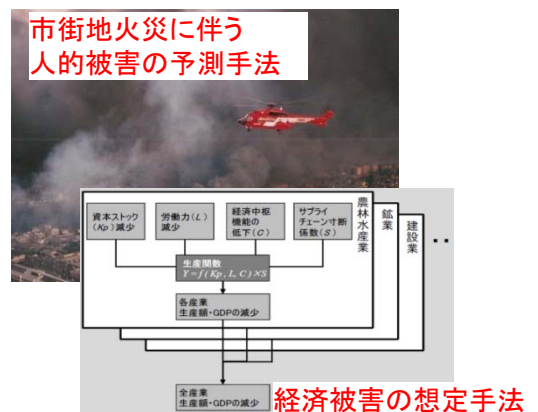 市街地火災に伴う
人的被害の予測手法
資本ストック
(Kp)減少
労働力(L)
減少
経済中枢
機能の
低下(C)
サプライ
チェーン寸断
係数(S)
農林水産業
鉱業
建設業
・・
生産関数
Y=f(Kp, L, C)×S
各産業
生産額・GDPの減少
全産業
生産額・GDPの減少
経済被害の想定手法